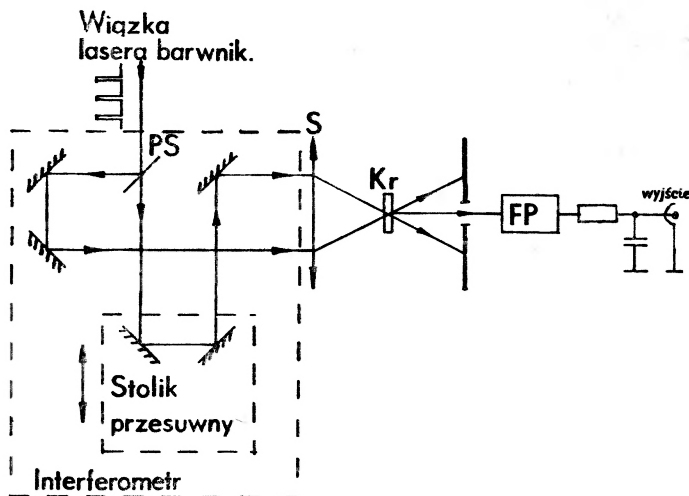 Wiązka
lasera barwnik.
PS
S
Kr
FP
wyjście
Stolik
przesuwny
Interferometr